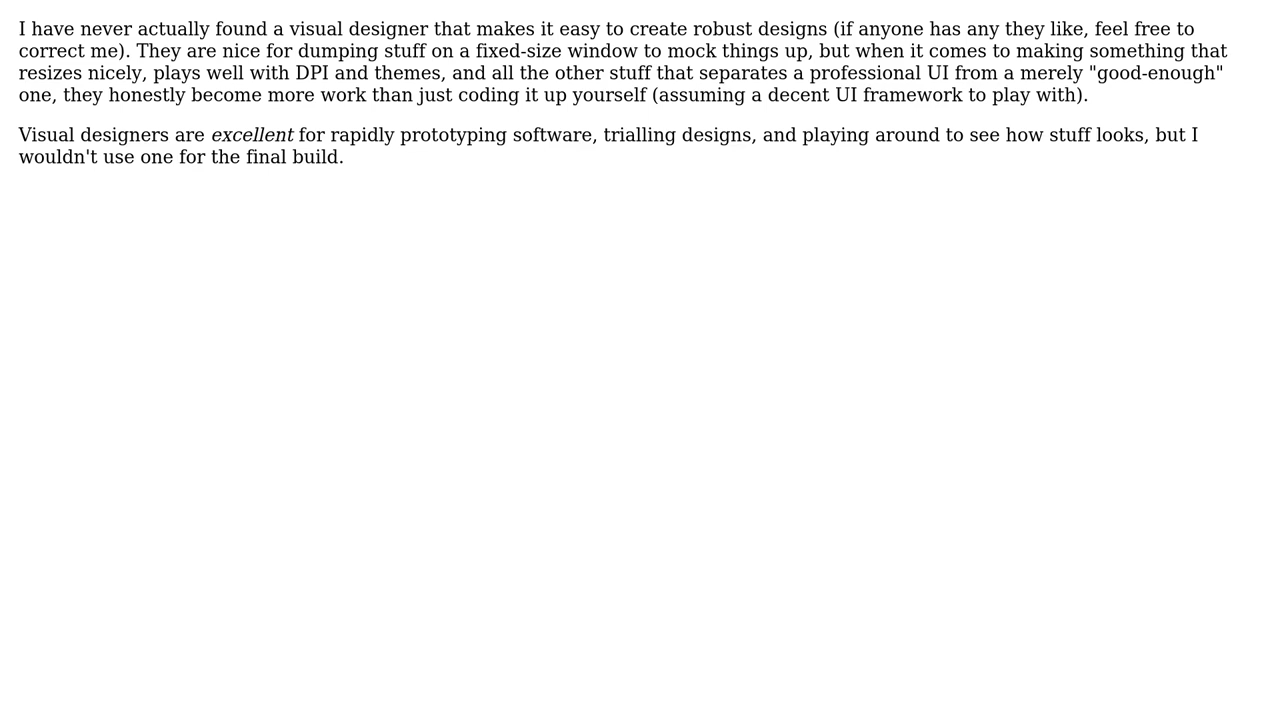 I have never actually found a visual designer that makes it easy to create robust designs (if anyone has any they like, feel free to
correct me). They are nice for dumping stuff on a fixed-size window to mock things up, but when it comes to making something that
resizes nicely, plays well with DPI and themes, and all the other stuff that separates a professional UI from a merely "good-enough"
one, they honestly become more work than just coding it up yourself (assuming a decent UI framework to play with).
Visual designers are excellent for rapidly prototyping software, trialling designs, and playing around to see how stuff looks, but I
wouldn't use one for the final build.